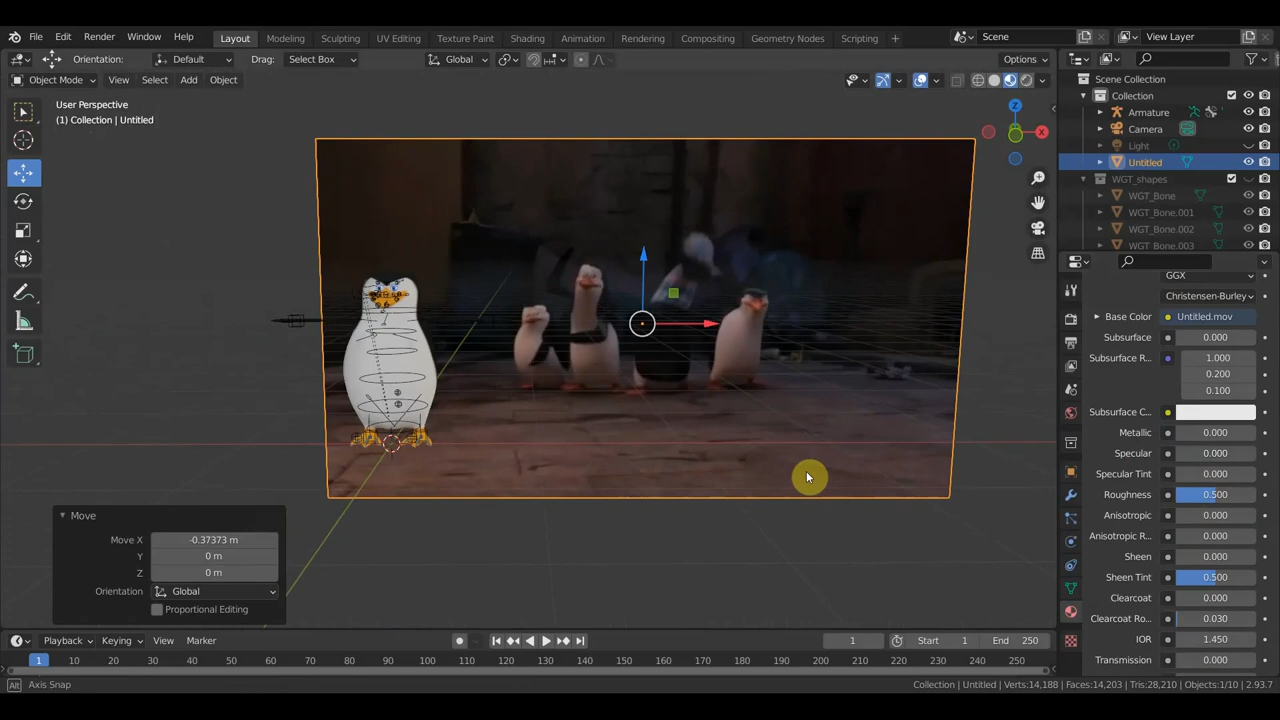 File Edit Render Window Help Layout Modeling Sculpting UV Editing Texture Paint Shading Animation Rendering Compositing Geometry Nodes Scripting + Scene View Layer
Orientation: Default Drag: Select Box Global Options
Object Mode View Select Add Object
User Perspective
(1) Collection | Untitled
Z
X
Scene Collection
Collection
Armature
Camera
Light
Untitled
WGT_shapes
WGT_Bone
WGT_Bone.001
WGT_Bone.002
WGT_Bone.003
GGX
Christensen-Burley
Base Color Untitled.mov
Subsurface 0.000
Subsurface R... 1.000
0.200
0.100
Subsurface C...
Metallic 0.000
Specular 0.000
Specular Tint 0.000
Roughness 0.500
Anisotropic 0.000
Anisotropic R... 0.000
Sheen 0.000
Sheen Tint 0.500
Clearcoat 0.000
Clearcoat Ro... 0.030
IOR 1.450
Transmission 0.000
Move
Move X -0.37373 m
Y 0 m
Z 0 m
Orientation Global
Proportional Editing
Playback Keying View Marker 1 Start 1 End 250
1 10 20 30 40 50 60 70 80 90 100 110 120 130 140 150 160 170 180 190 200 210 220 230 240 250
Alt Axis Snap Collection | Untitled | Verts:14,188 | Faces:14,203 | Tris:28,210 | Objects:1/10 | 2.93.7